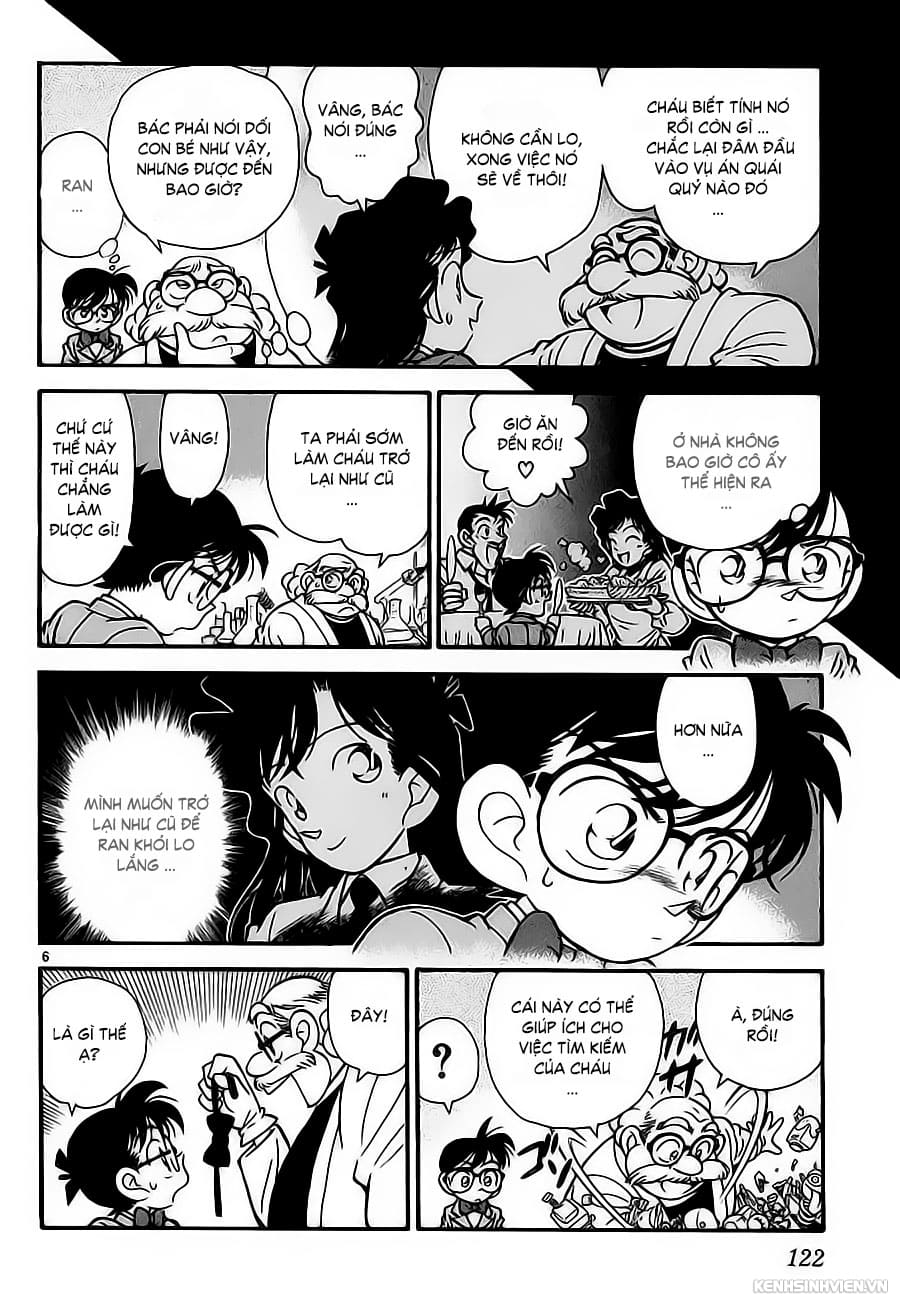 CHÁU BIẾT TÍNH NÓ
RỒI CÒN GÌ ...
CHẮC LẠI ĐÂM ĐẦU
VÀO VỤ ÁN QUÁI
QUỶ NÀO ĐÓ
...
KHÔNG CẦN LO,
XONG VIỆC NÓ
SẼ VỀ THÔI!
VÂNG, BÁC
NÓI ĐÚNG
...
BÁC PHẢI NÓI DỐI
CON BÉ NHƯ VẬY,
NHƯNG ĐƯỢC ĐẾN
BAO GIỜ?
RAN
...
Ở NHÀ KHÔNG
BAO GIỜ CÔ ẤY
THỂ HIỆN RA
...
GIỜ ĂN
ĐẾN RỒI!
♡
TA PHẢI SỚM
LÀM CHÁU TRỞ
LẠI NHƯ CŨ
...
VÂNG!
CHỨ CỨ
THẾ NÀY
THÌ CHÁU
CHẲNG
LÀM
ĐƯỢC GÌ!
HƠN NỮA
...
MÌNH MUỐN TRỞ
LẠI NHƯ CŨ ĐỂ
RAN KHỎI LO
LẮNG ...
6
À, ĐÚNG
RỒI!
CÁI NÀY CÓ THỂ
GIÚP ÍCH CHO
VIỆC TÌM KIẾM
CỦA CHÁU
...
?
ĐÂY!
LÀ GÌ THẾ
Ạ?
122
KENHSINHVIEN.VN